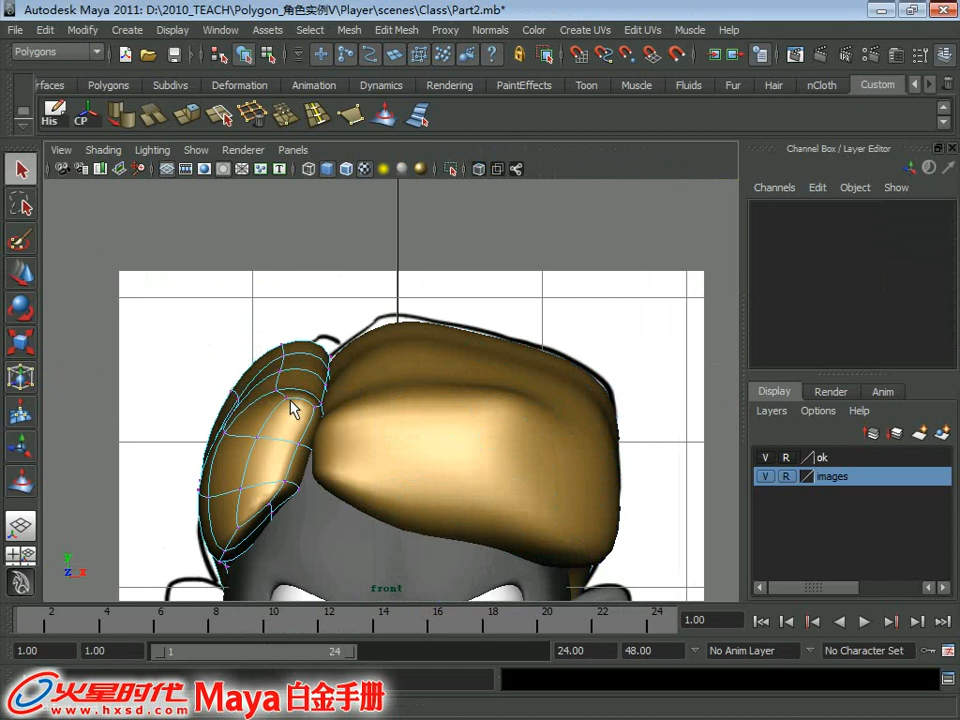 Autodesk Maya 2011: D:\2010_TEACH\Polygon_角色实例V\Player\scenes\Class\Part2.mb*
File Edit Modify Create Display Window Assets Select Mesh Edit Mesh Proxy Normals Color Create UVs Edit UVs Muscle Help
Polygons
rfaces Polygons Subdivs Deformation Animation Dynamics Rendering PaintEffects Toon Muscle Fluids Fur Hair nCloth Custom
His CP
View Shading Lighting Show Renderer Panels
Channel Box / Layer Editor
Channels Edit Object Show
Display Render Anim
Layers Options Help
V R ok
V R images
y
z x
front
2 4 6 8 10 12 14 16 18 20 22 24 1.00
1.00 1.00 1 24 24.00 48.00 No Anim Layer No Character Set
火星时代 Maya 白金手册
www.hxsd.com